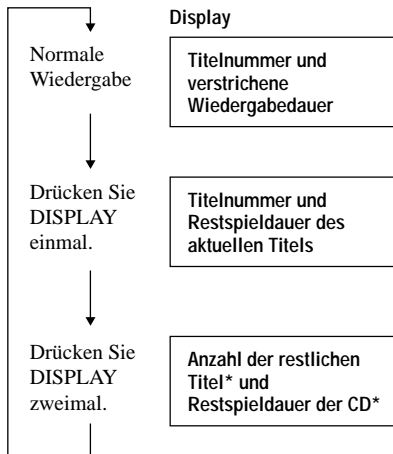 Display
Normale
Wiedergabe
Titelnummer und
verstrichene
Wiedergabedauer
Drücken Sie
DISPLAY
einmal.
Titelnummer und
Restspieldauer des
aktuellen Titels
Drücken Sie
DISPLAY
zweimal.
Anzahl der restlichen
Titel* und
Restspieldauer der CD*